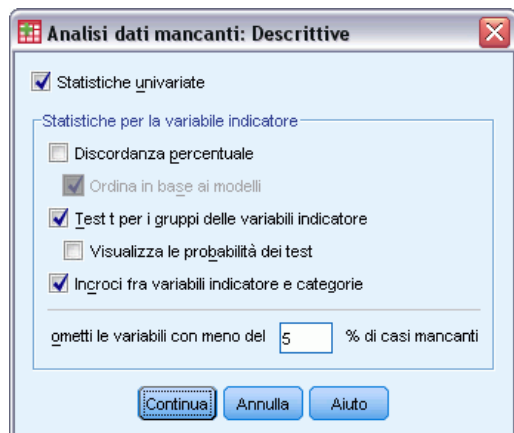 Analisi dati mancanti: Descrittive
Statistiche univariate
Statistiche per la variabile indicatore
Discordanza percentuale
Ordina in base ai modelli
Test t per i gruppi delle variabili indicatore
Visualizza le probabilità dei test
Incroci fra variabili indicatore e categorie
ometti le variabili con meno del 5 % di casi mancanti
Continua Annulla Aiuto